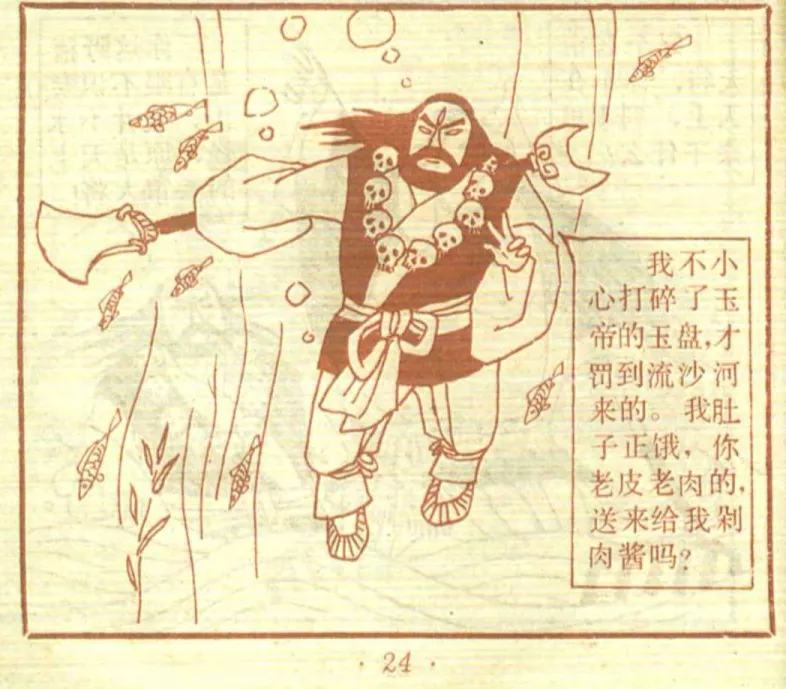 我不小
心打碎了玉
帝的玉盘,才
罚到流沙河
来的。我肚
子正饿，你
老皮老肉的,
送来给我剁
肉酱吗?
· 24 ·